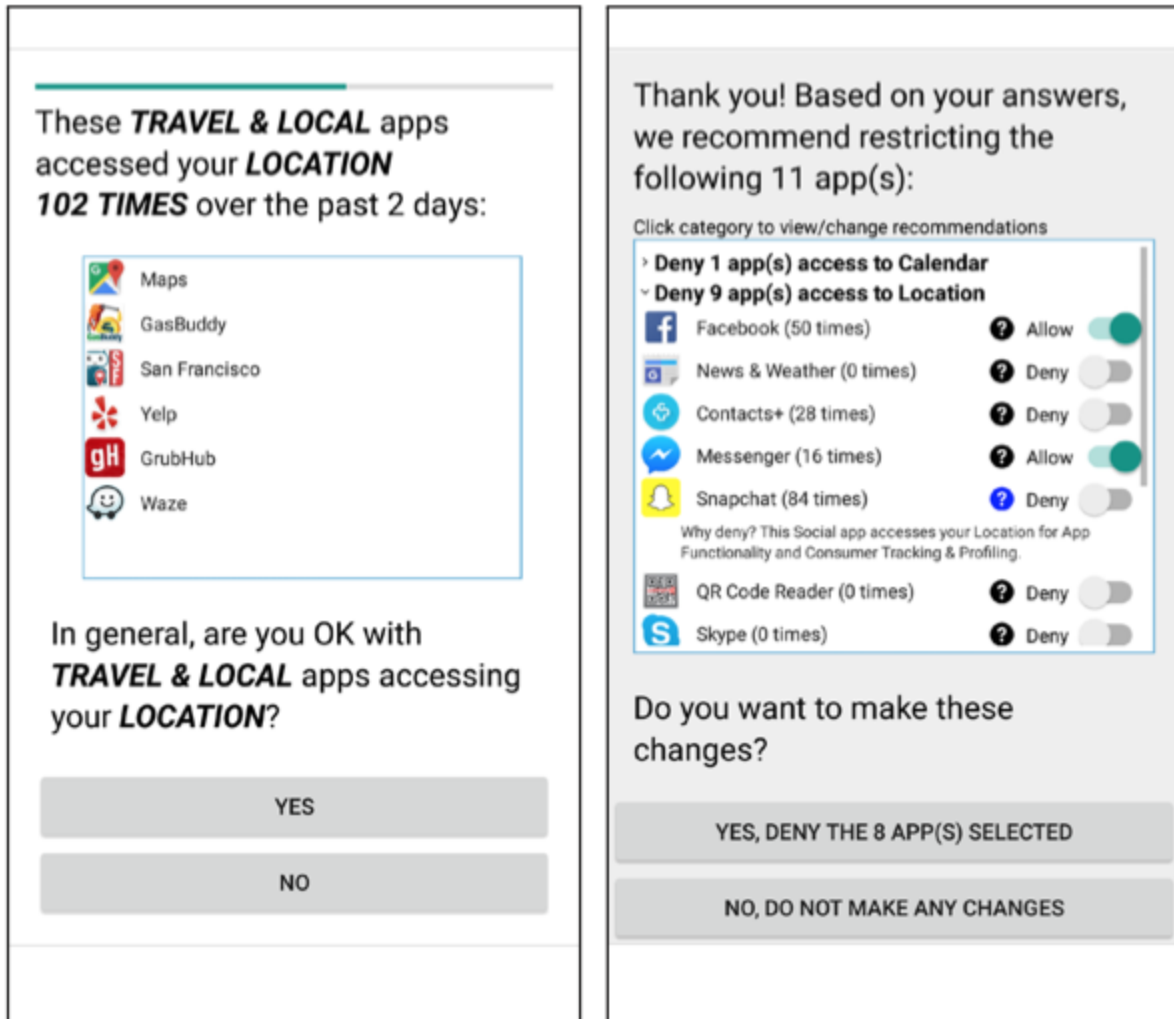 These TRAVEL & LOCAL apps
accessed your LOCATION
102 TIMES over the past 2 days:
Maps
GasBuddy
San Francisco
Yelp
gH GrubHub
Waze
In general, are you OK with
TRAVEL & LOCAL apps accessing
your LOCATION?
YES
NO
Thank you! Based on your answers,
we recommend restricting the
following 11 app(s):
Click category to view/change recommendations
Deny 1 app(s) access to Calendar
Deny 9 app(s) access to Location
Facebook (50 times) ? Allow
News & Weather (0 times) ? Deny
Contacts+ (28 times) ? Deny
Messenger (16 times) ? Allow
Snapchat (84 times) ? Deny
Why deny? This Social app accesses your Location for App
Functionality and Consumer Tracking & Profiling.
QR Code Reader (0 times) ? Deny
Skype (0 times) ? Deny
Do you want to make these
changes?
YES, DENY THE 8 APP(S) SELECTED
NO, DO NOT MAKE ANY CHANGES